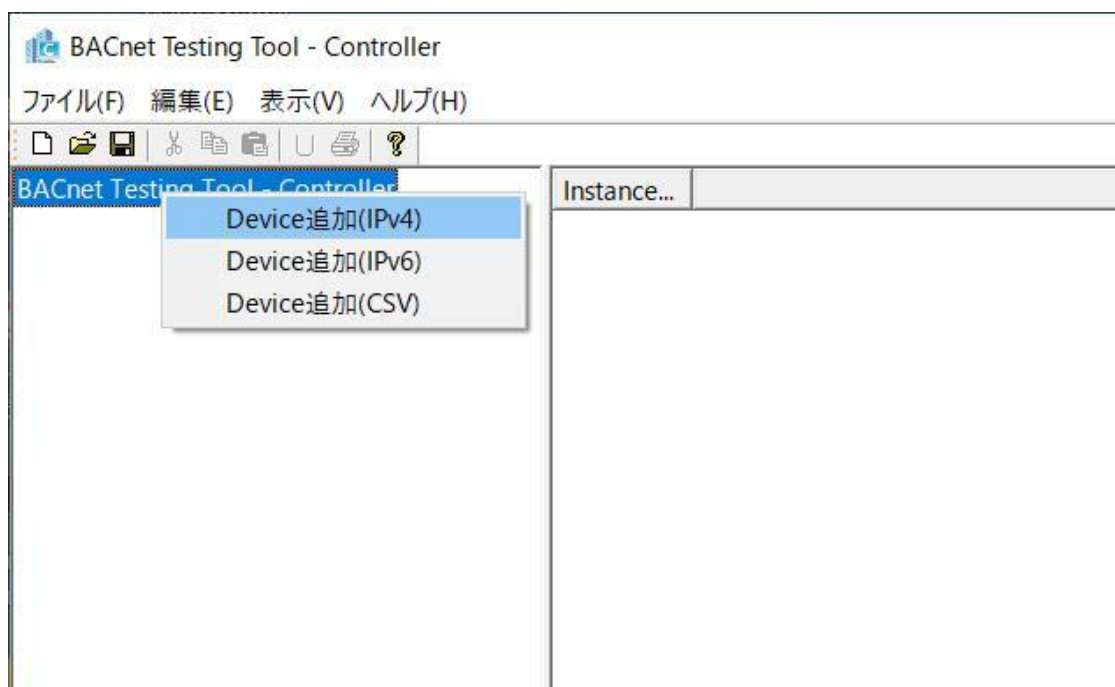 BACnet Testing Tool - Controller
ファイル(F) 編集(E) 表示(V) ヘルプ(H)
BACnet Testing Tool - Controller
Instance...
Device追加(IPv4)
Device追加(IPv6)
Device追加(CSV)